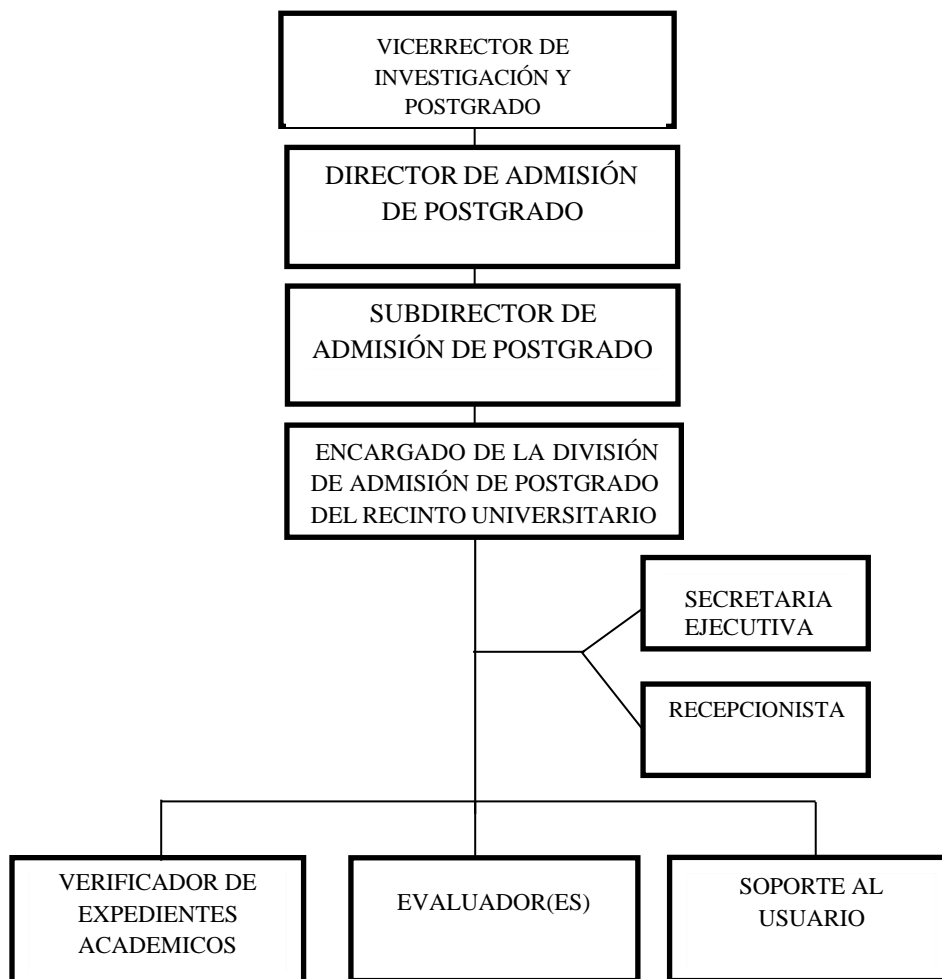 VICERRECTOR DE
INVESTIGACIÓN Y
POSTGRADO
DIRECTOR DE ADMISIÓN
DE POSTGRADO
SUBDIRECTOR DE
ADMISIÓN DE POSTGRADO
ENCARGADO DE LA DIVISIÓN
DE ADMISIÓN DE POSTGRADO
DEL RECINTO UNIVERSITARIO
SECRETARIA
EJECUTIVA
RECEPCIONISTA
VERIFICADOR DE
EXPEDIENTES
ACADEMICOS
EVALUADOR(ES)
SOPORTE AL
USUARIO